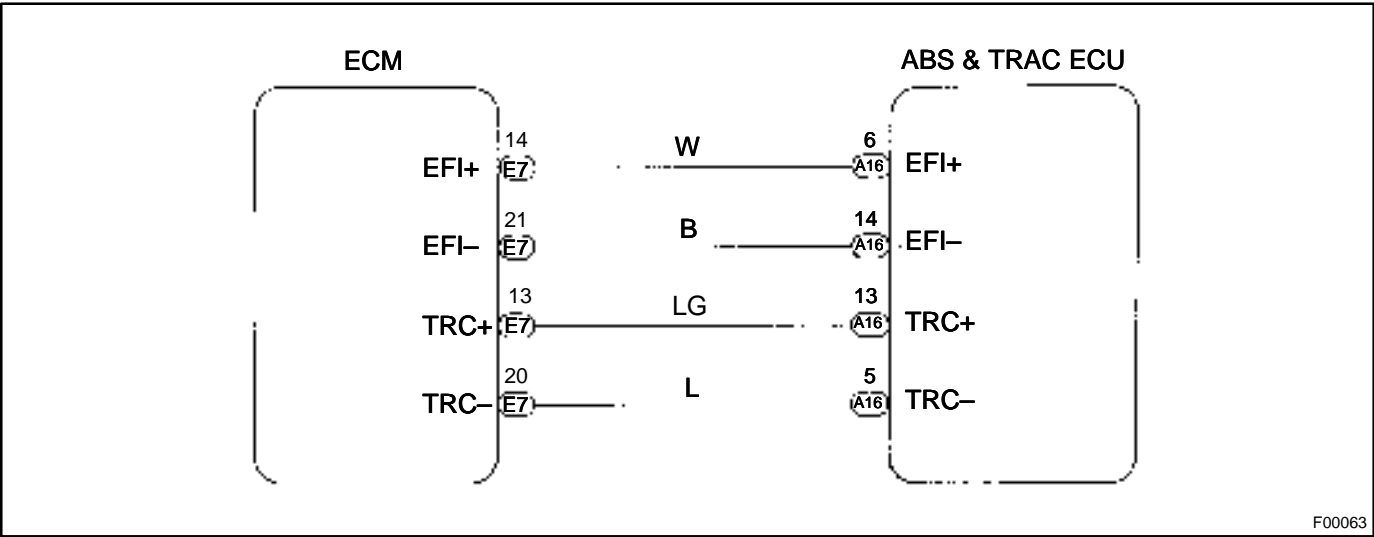 ECM
ABS & TRAC ECU
14
W
6
EFI+
E7
A16
EFI+
21
B
14
EFI–
E7
A16
EFI–
13
LG
13
TRC+
E7
A16
TRC+
20
L
5
TRC–
E7
A16
TRC–
F00063